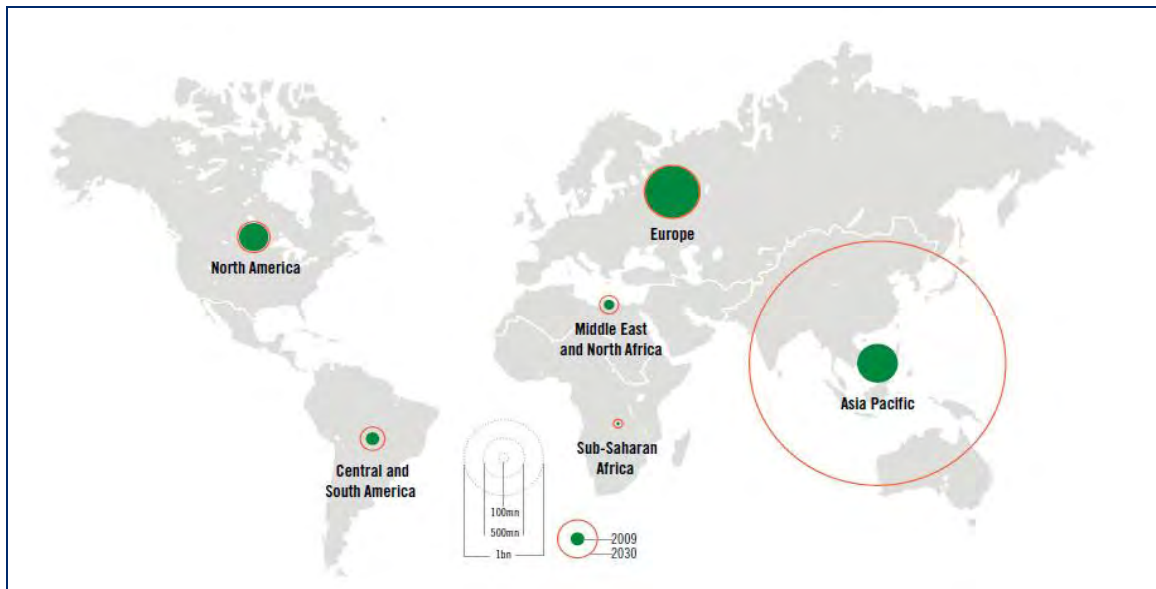 Europe
North America
Middle East
and North Africa
Asia Pacific
Sub-Saharan
Africa
Central and
South America
100mn
500mn
1bn
2009
2030